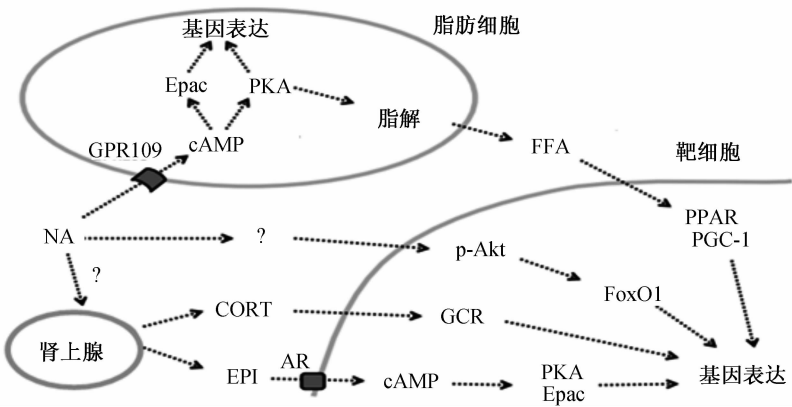 脂肪细胞
基因表达
Epac
PKA
cAMP
脂解
GPR109
FFA
靶细胞
NA
?
?
p-Akt
PPAR
PGC-1
FoxO1
CORT
GCR
肾上腺
EPI
AR
cAMP
PKA
Epac
基因表达